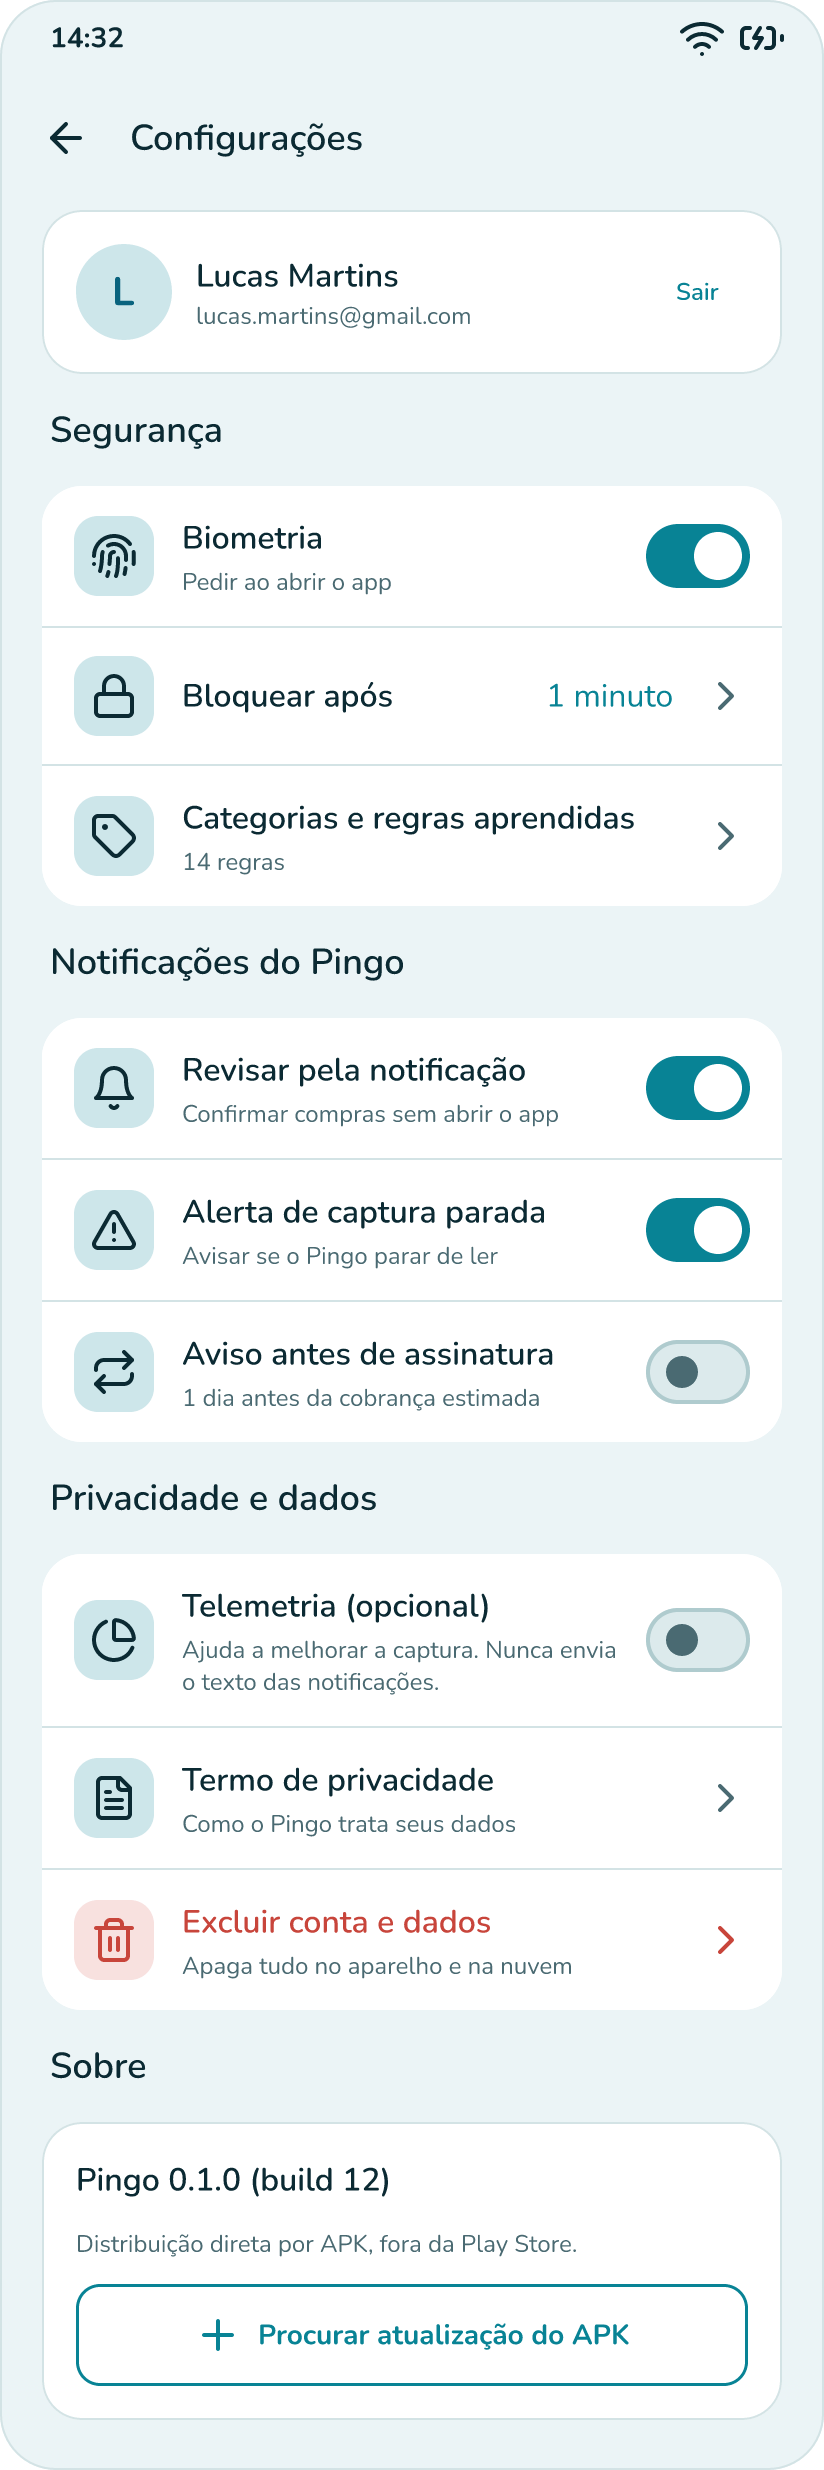 14:32
Configurações
L
Lucas Martins
lucas.martins@gmail.com
Sair
Segurança
Biometria
Pedir ao abrir o app
Bloquear após
1 minuto
Categorias e regras aprendidas
14 regras
Notificações do Pingo
Revisar pela notificação
Confirmar compras sem abrir o app
Alerta de captura parada
Avisar se o Pingo parar de ler
Aviso antes de assinatura
1 dia antes da cobrança estimada
Privacidade e dados
Telemetria (opcional)
Ajuda a melhorar a captura. Nunca envia
o texto das notificações.
Termo de privacidade
Como o Pingo trata seus dados
Excluir conta e dados
Apaga tudo no aparelho e na nuvem
Sobre
Pingo 0.1.0 (build 12)
Distribuição direta por APK, fora da Play Store.
Procurar atualização do APK